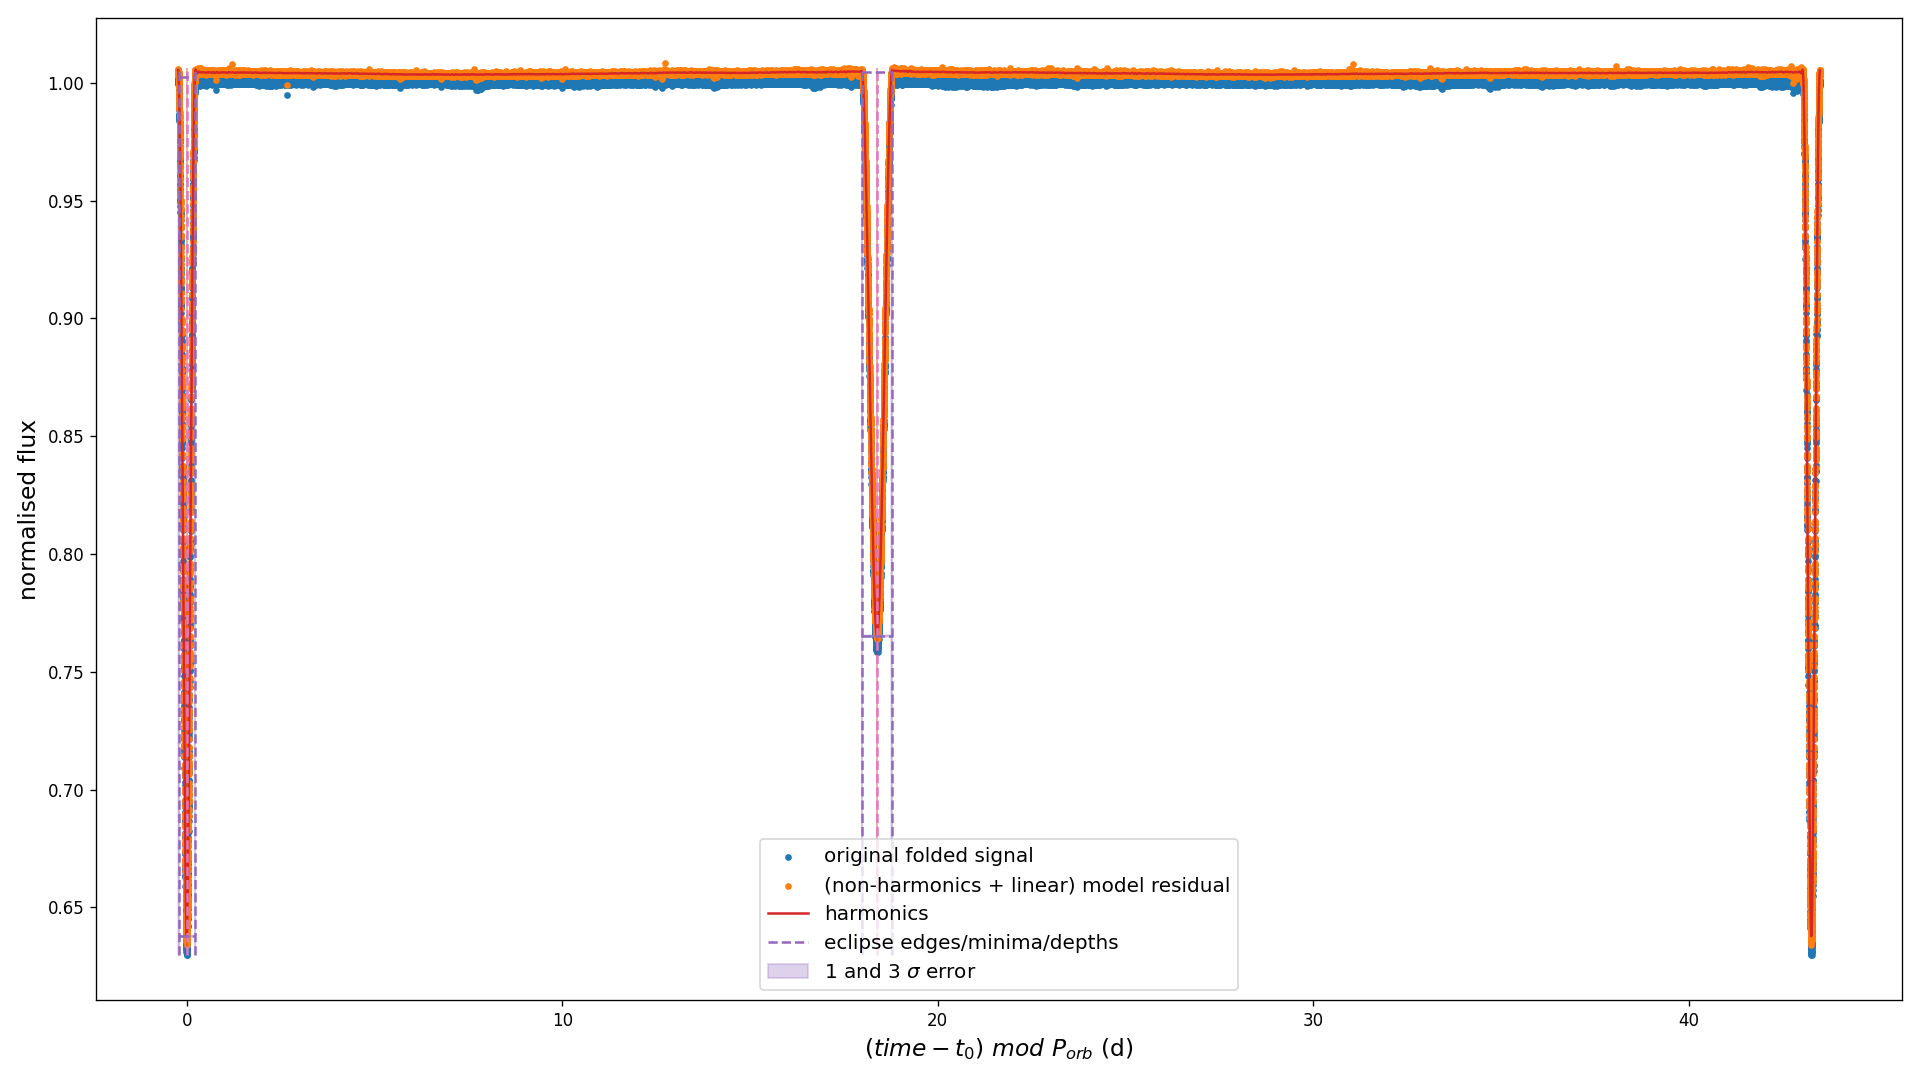 1.00
0.95
0.90
0.85
0.80
0.75
0.70
0.65
normalised flux
original folded signal
(non-harmonics + linear) model residual
harmonics
eclipse edges/minima/depths
1 and 3 σ error
0 10 20 30 40
(time − t₀) mod P_orb (d)